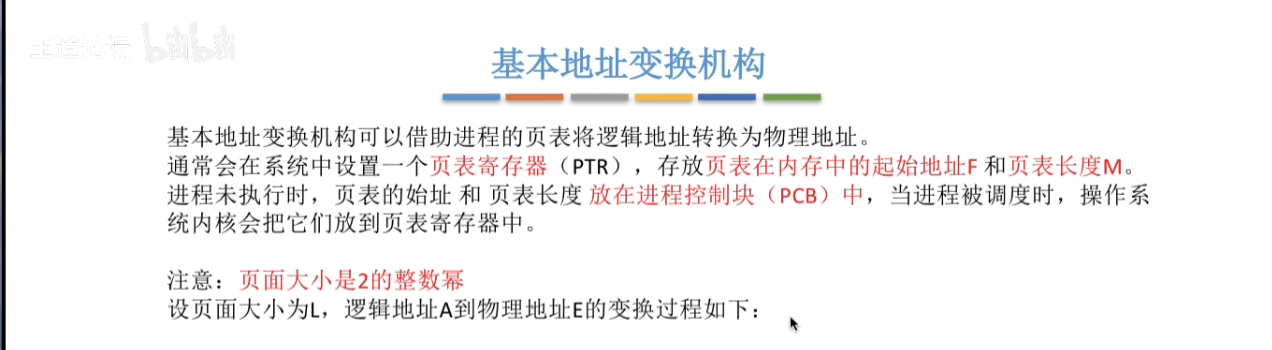 王道论坛 bilibili
基本地址变换机构
基本地址变换机构可以借助进程的页表将逻辑地址转换为物理地址。
通常会在系统中设置一个页表寄存器（PTR），存放页表在内存中的起始地址F 和页表长度M。
进程未执行时，页表的始址 和 页表长度 放在进程控制块（PCB）中，当进程被调度时，操作系
统内核会把它们放到页表寄存器中。
注意：页面大小是2的整数幂
设页面大小为L，逻辑地址A到物理地址E的变换过程如下：